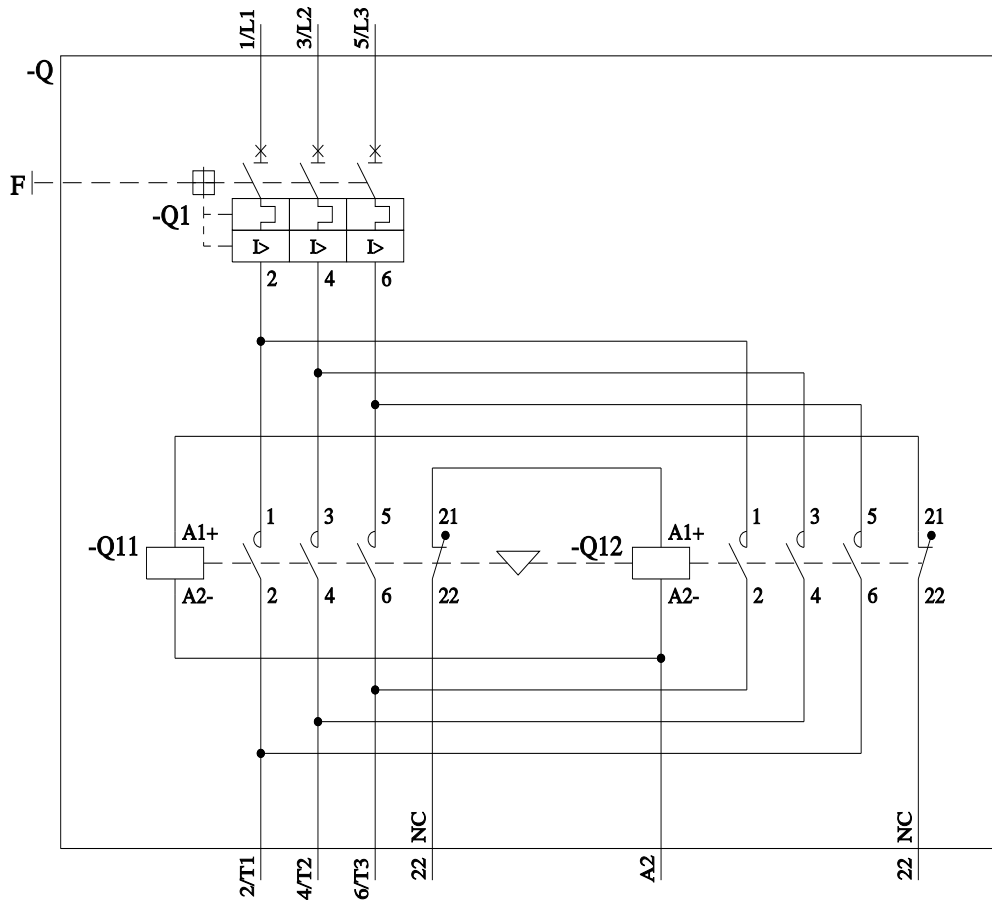 1/L1 3/L2 5/L3
-Q
F
-Q1
I> I> I>
2 4 6
1 3 5 21 1 3 5 21
-Q11 A1+ -Q12 A1+
A2- 2 4 6 22 A2- 2 4 6 22
NC NC
2/T1 4/T2 6/T3 22 A2 22